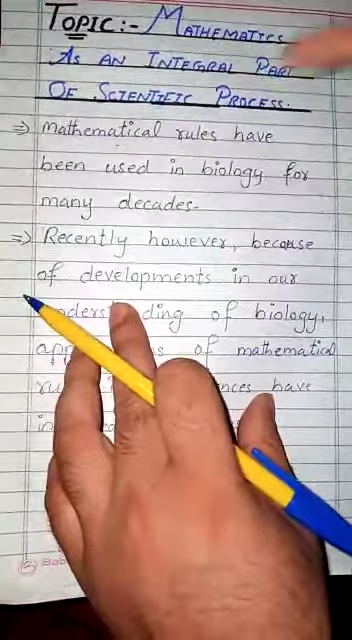 TOPIC:- MATHEMATICS
AS AN INTEGRAL PART
OF SCIENTIFIC PROCESS.
⇒ Mathematical rules have
been used in biology for
many decades.
⇒ Recently however, because
of developments in our
ding of biology,
of mathematical
have